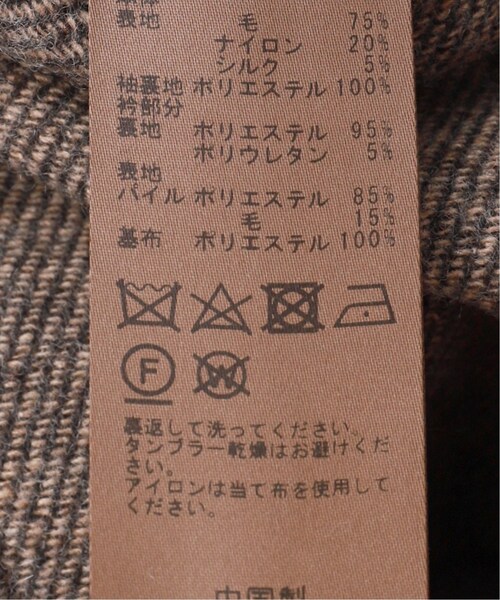 表地 毛 75%
ナイロン 20%
シルク 5%
袖裏地 ポリエステル 100%
衿部分
裏地 ポリエステル 95%
ポリウレタン 5%
表地
パイル ポリエステル 85%
毛 15%
基布 ポリエステル 100%
F W
裏返して洗ってください。
タンブラー乾燥はお避けくだ
さい。
アイロンは当て布を使用して
ください。
中国製